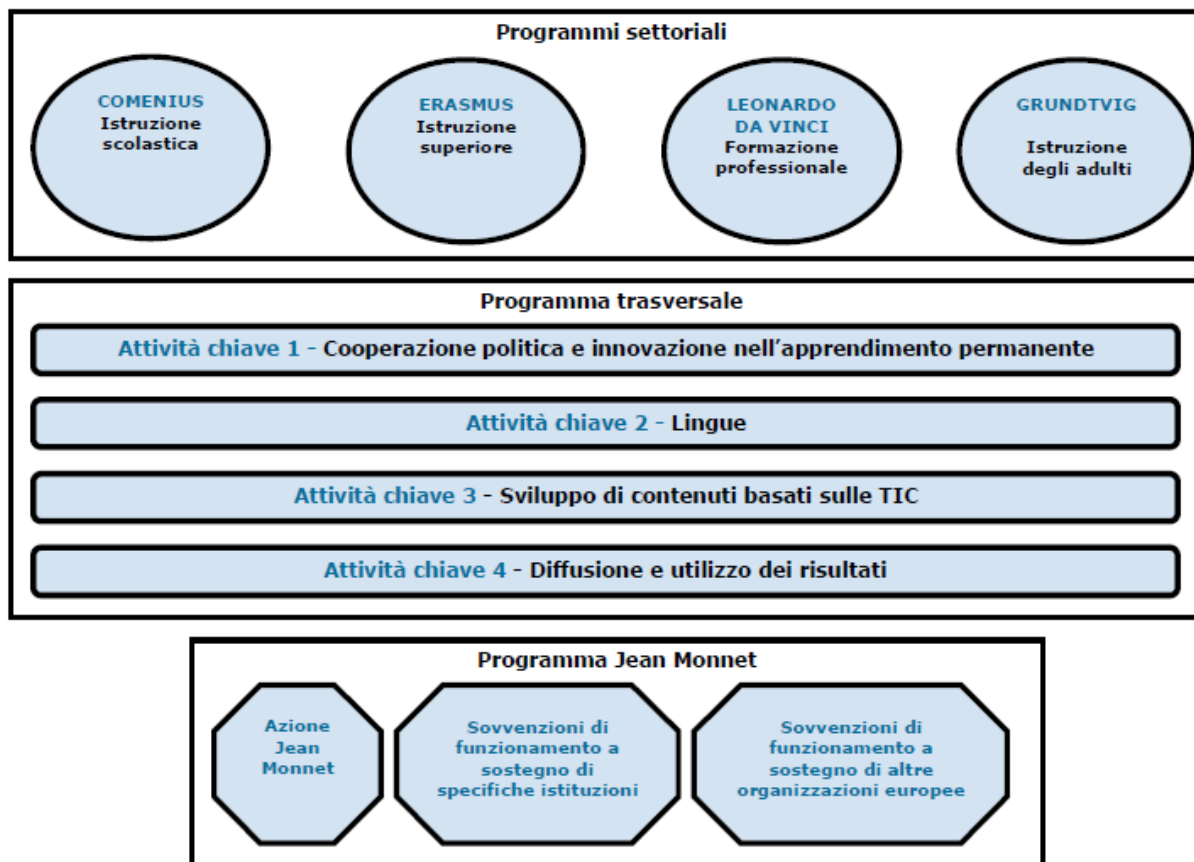 Programmi settoriali
COMENIUS
Istruzione
scolastica
ERASMUS
Istruzione
superiore
LEONARDO
DA VINCI
Formazione
professionale
GRUNDTVIG
Istruzione
degli adulti
Programma trasversale
Attività chiave 1 - Cooperazione politica e innovazione nell'apprendimento permanente
Attività chiave 2 - Lingue
Attività chiave 3 - Sviluppo di contenuti basati sulle TIC
Attività chiave 4 - Diffusione e utilizzo dei risultati
Programma Jean Monnet
Azione
Jean
Monnet
Sovvenzioni di
funzionamento a
sostegno di
specifiche istituzioni
Sovvenzioni di
funzionamento a
sostegno di altre
organizzazioni europee